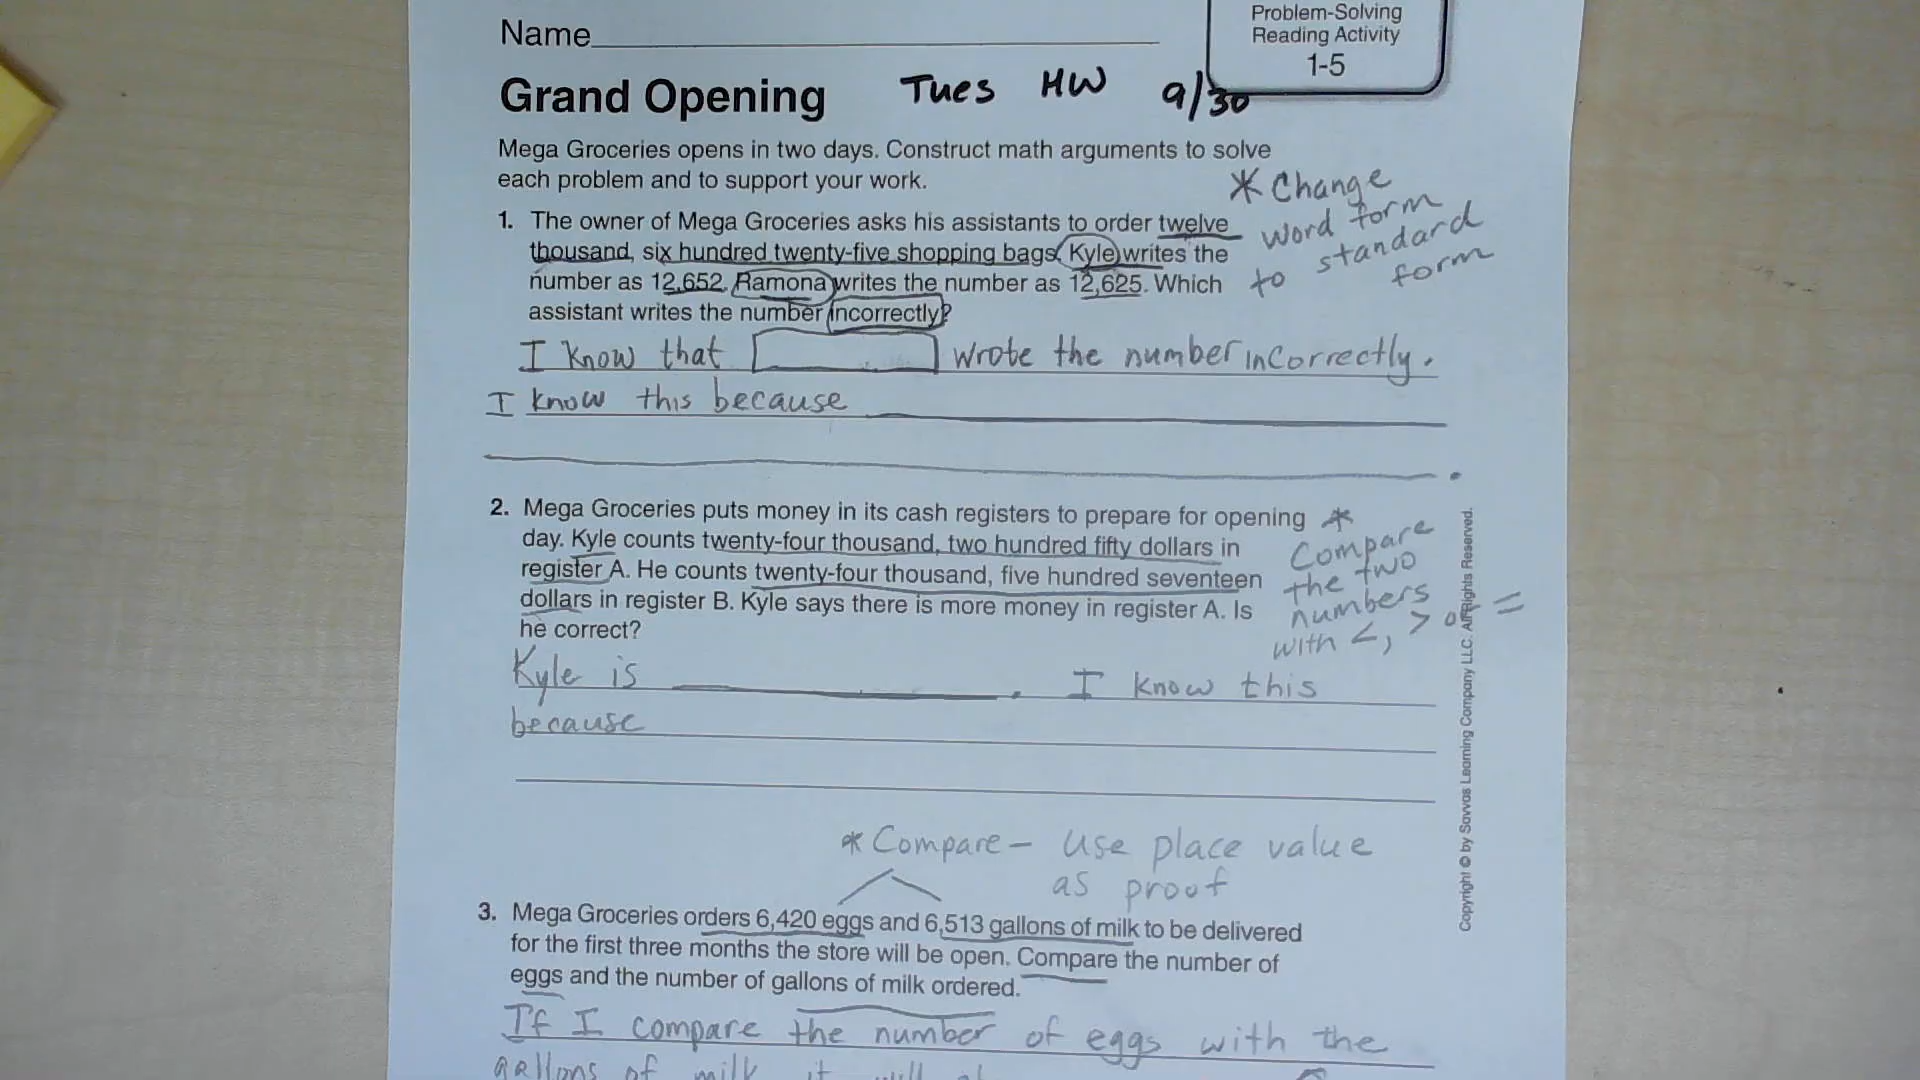 Problem-Solving
Reading Activity
1-5
Name
Grand Opening Tues HW 9/30
Mega Groceries opens in two days. Construct math arguments to solve
each problem and to support your work.
* Change
word form
to standard
form
1. The owner of Mega Groceries asks his assistants to order twelve
thousand, six hundred twenty-five shopping bags. Kyle writes the
number as 12,652. Ramona writes the number as 12,625. Which
assistant writes the number incorrectly?
I know that wrote the number incorrectly.
I know this because
.
2. Mega Groceries puts money in its cash registers to prepare for opening
day. Kyle counts twenty-four thousand, two hundred fifty dollars in
register A. He counts twenty-four thousand, five hundred seventeen
dollars in register B. Kyle says there is more money in register A. Is
he correct?
*
Compare
the two
numbers
with <, > or =
Kyle is . I know this
because
* Compare - use place value
as proof
3. Mega Groceries orders 6,420 eggs and 6,513 gallons of milk to be delivered
for the first three months the store will be open. Compare the number of
eggs and the number of gallons of milk ordered.
If I compare the number of eggs with the
gallons of milk it will
Copyright © by Savvas Learning Company LLC. All Rights Reserved.